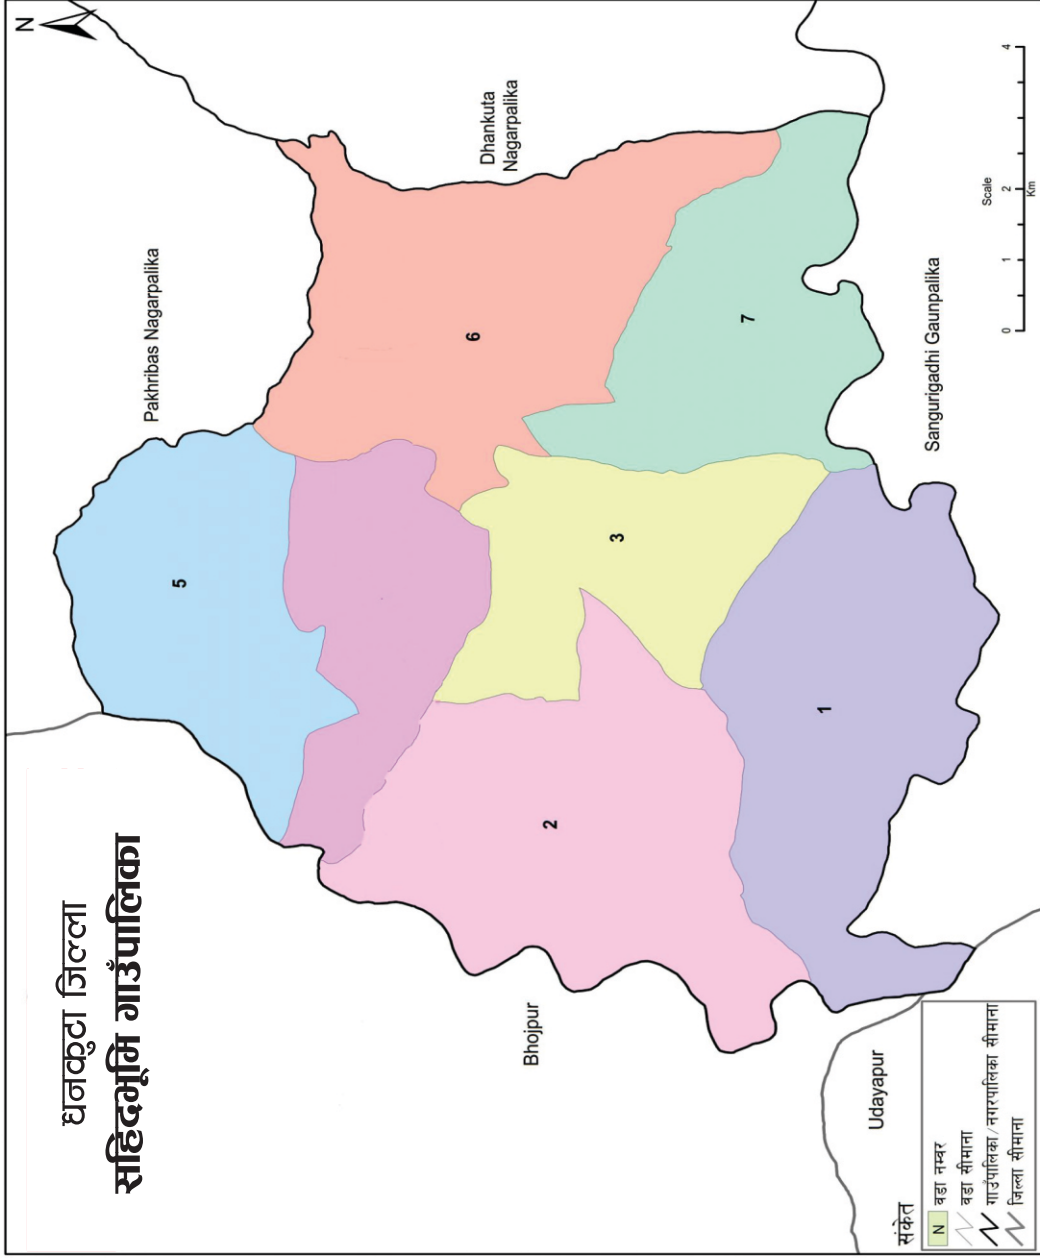 धनकुटा जिल्ला
सहिदभूमि गाउँपालिका
N
Pakhribas Nagarpalika
Dhankuta
Nagarpalika
Bhojpur
Udayapur
Sangurigadhi Gaunpalika
5
6
2
3
7
1
Scale
0 1 2 4
Km
संकेत
N वडा नम्बर
वडा सीमाना
गाउँपालिका/नगरपालिका सीमाना
जिल्ला सीमाना